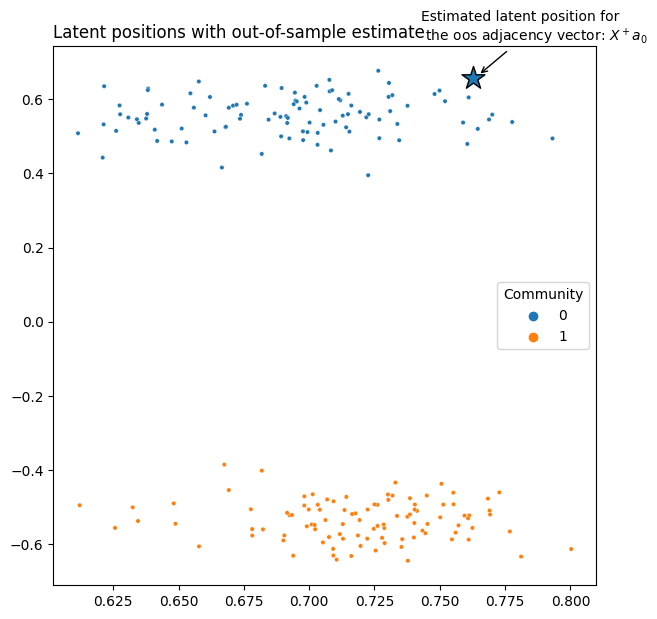 Estimated latent position for
the oos adjacency vector: X⁺a₀
Latent positions with out-of-sample estimate
0.6
0.4
0.2
0.0
−0.2
−0.4
−0.6
Community
0
1
0.625 0.650 0.675 0.700 0.725 0.750 0.775 0.800